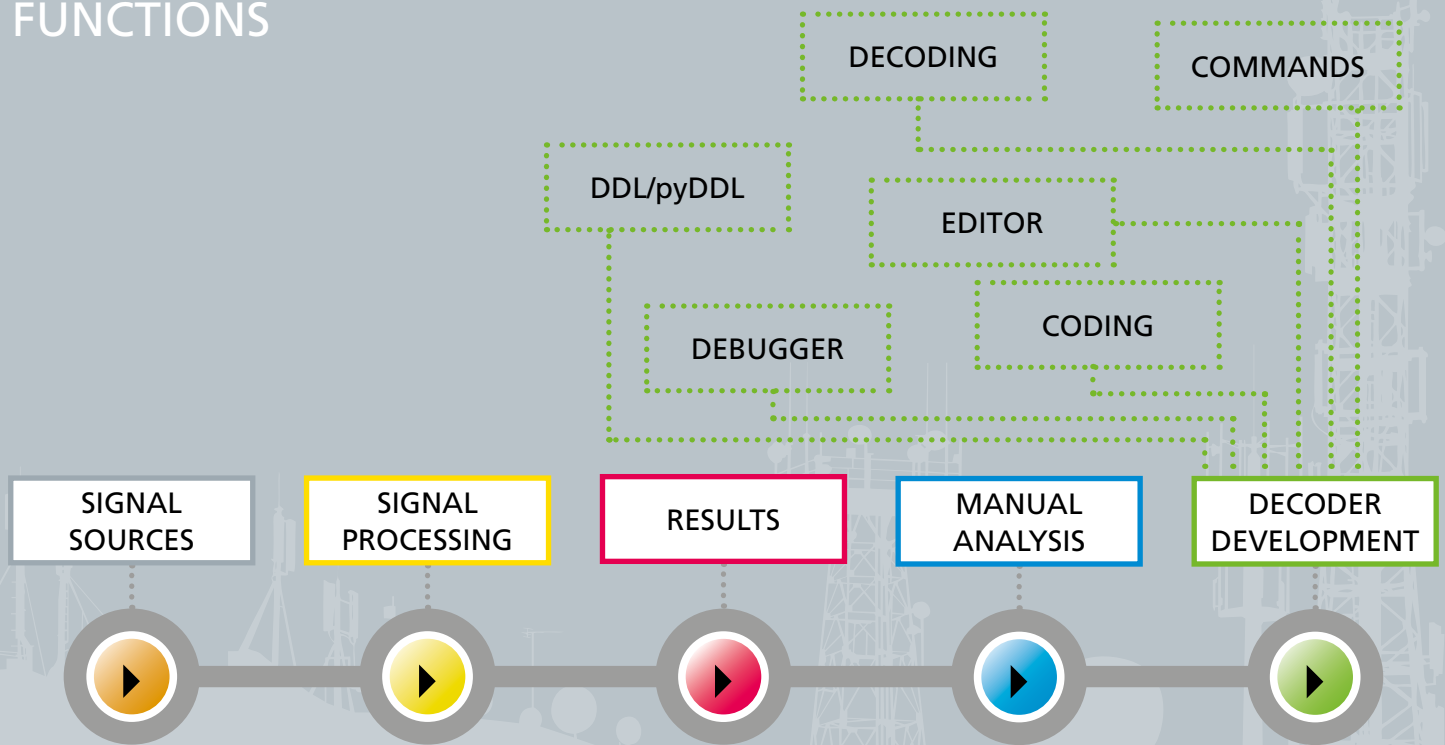 FUNCTIONS
DECODING
COMMANDS
DDL/pyDDL
EDITOR
CODING
DEBUGGER
SIGNAL
SOURCES
SIGNAL
PROCESSING
RESULTS
MANUAL
ANALYSIS
DECODER
DEVELOPMENT